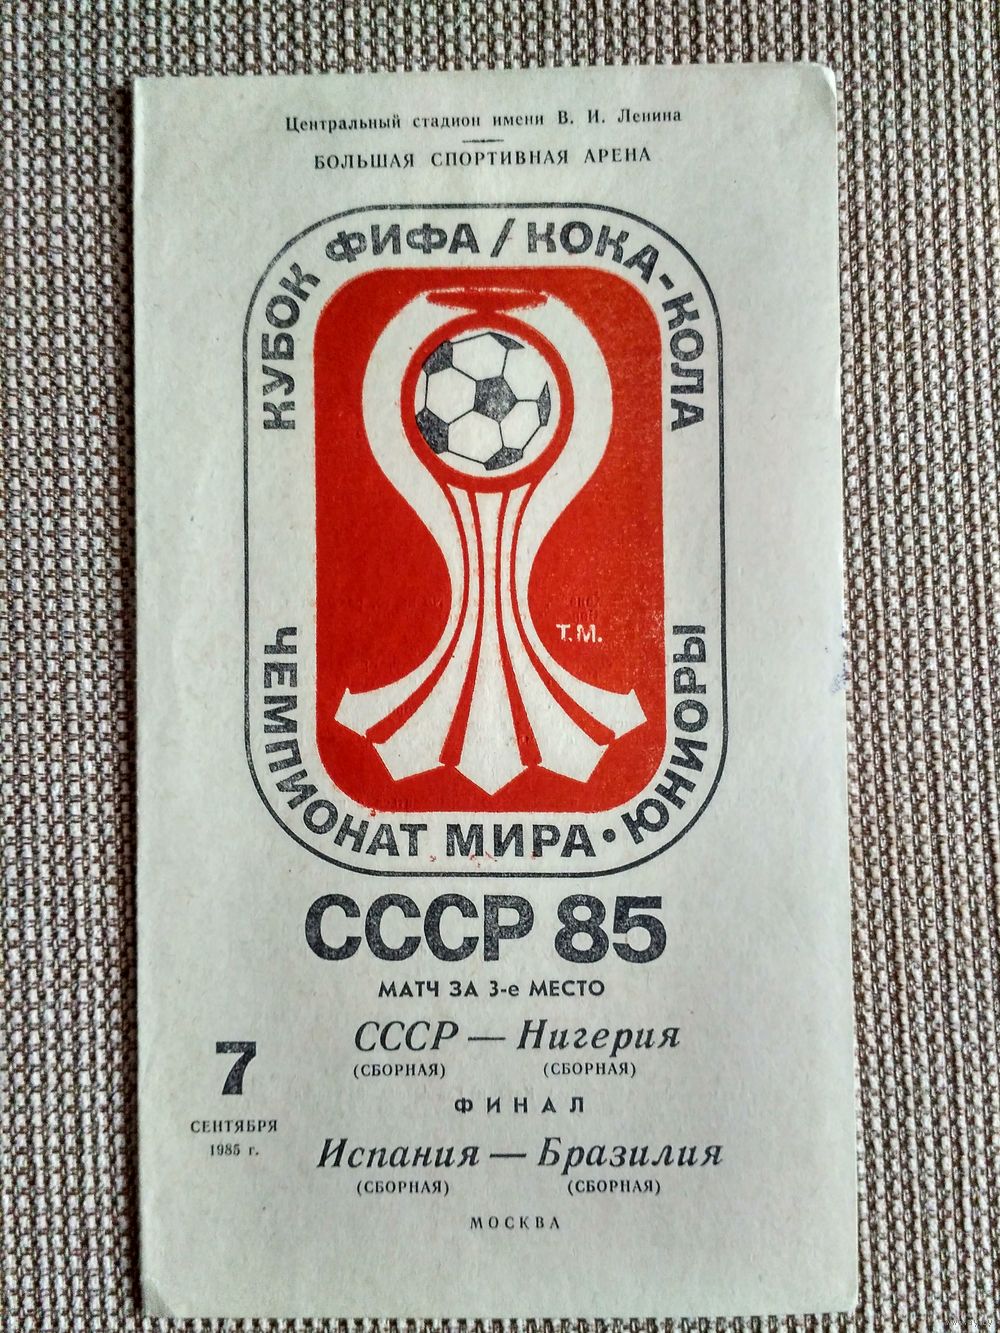 Центральный стадион имени В. И. Ленина
БОЛЬШАЯ СПОРТИВНАЯ АРЕНА
КУБОК ФИФА / КОКА-КОЛА
Т.М.
ЧЕМПИОНАТ МИРА • ЮНИОРЫ
СССР 85
МАТЧ ЗА 3-е МЕСТО
СССР — Нигерия
(СБОРНАЯ) (СБОРНАЯ)
7
СЕНТЯБРЯ
1985 г.
ФИНАЛ
Испания — Бразилия
(СБОРНАЯ) (СБОРНАЯ)
МОСКВА